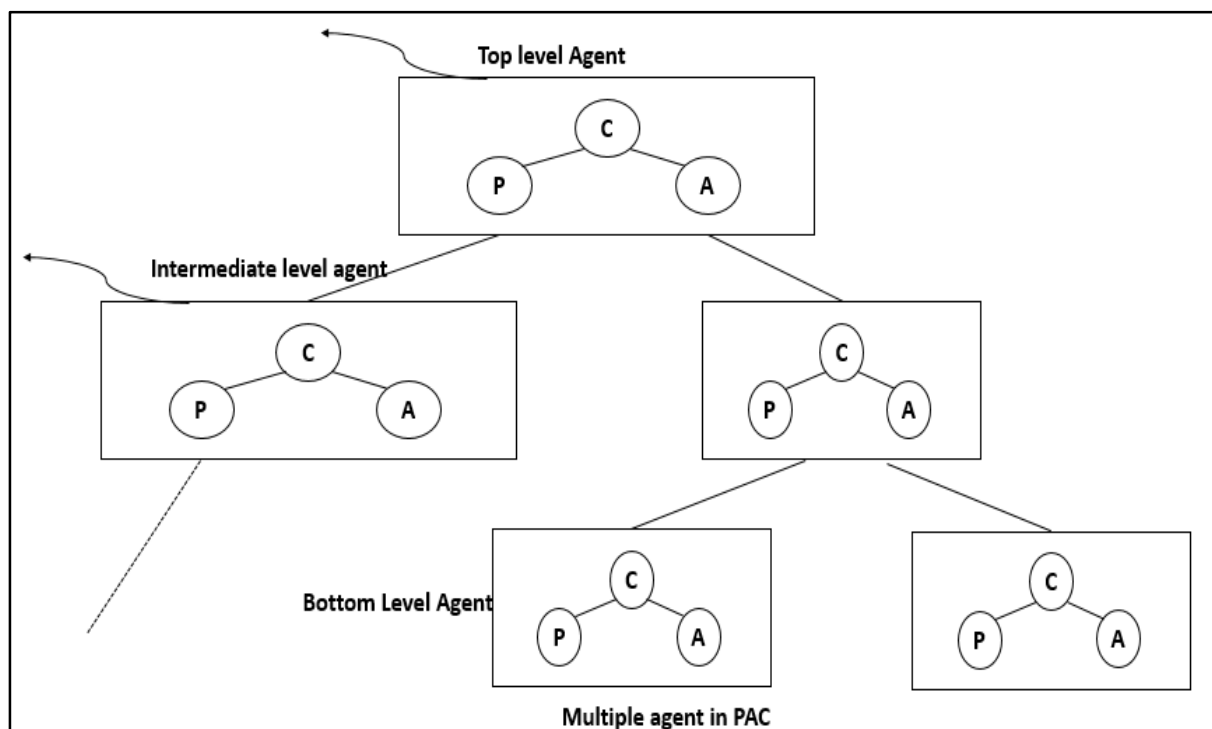 Top level Agent
C
P A
Intermediate level agent
C C
P A P A
Bottom Level Agent
C C
P A P A
Multiple agent in PAC